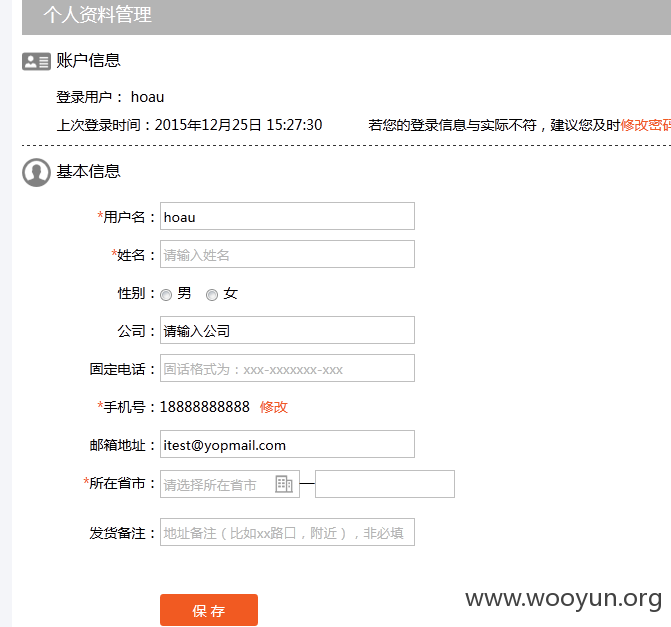 个人资料管理
账户信息
登录用户： hoau
上次登录时间：2015年12月25日 15:27:30 若您的登录信息与实际不符，建议您及时修改密码
基本信息
*用户名： hoau
*姓名： 请输入姓名
性别： 男 女
公司： 请输入公司
固定电话： 固话格式为：xxx-xxxxxxx-xxx
*手机号：18888888888 修改
邮箱地址： itest@yopmail.com
*所在省市： 请选择所在省市 —
发货备注： 地址备注（比如xx路口，附近），非必填
保 存
www.wooyun.org